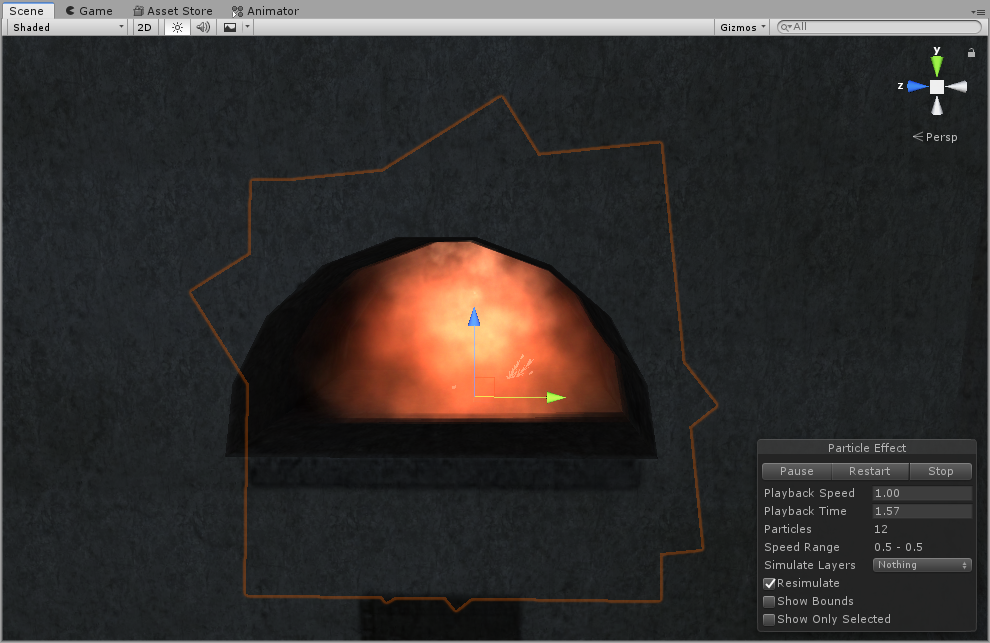 Scene Game Asset Store Animator
Shaded 2D Gizmos All
y
z
Persp
Particle Effect
Pause Restart Stop
Playback Speed 1.00
Playback Time 1.57
Particles 12
Speed Range 0.5 - 0.5
Simulate Layers Nothing
Resimulate
Show Bounds
Show Only Selected